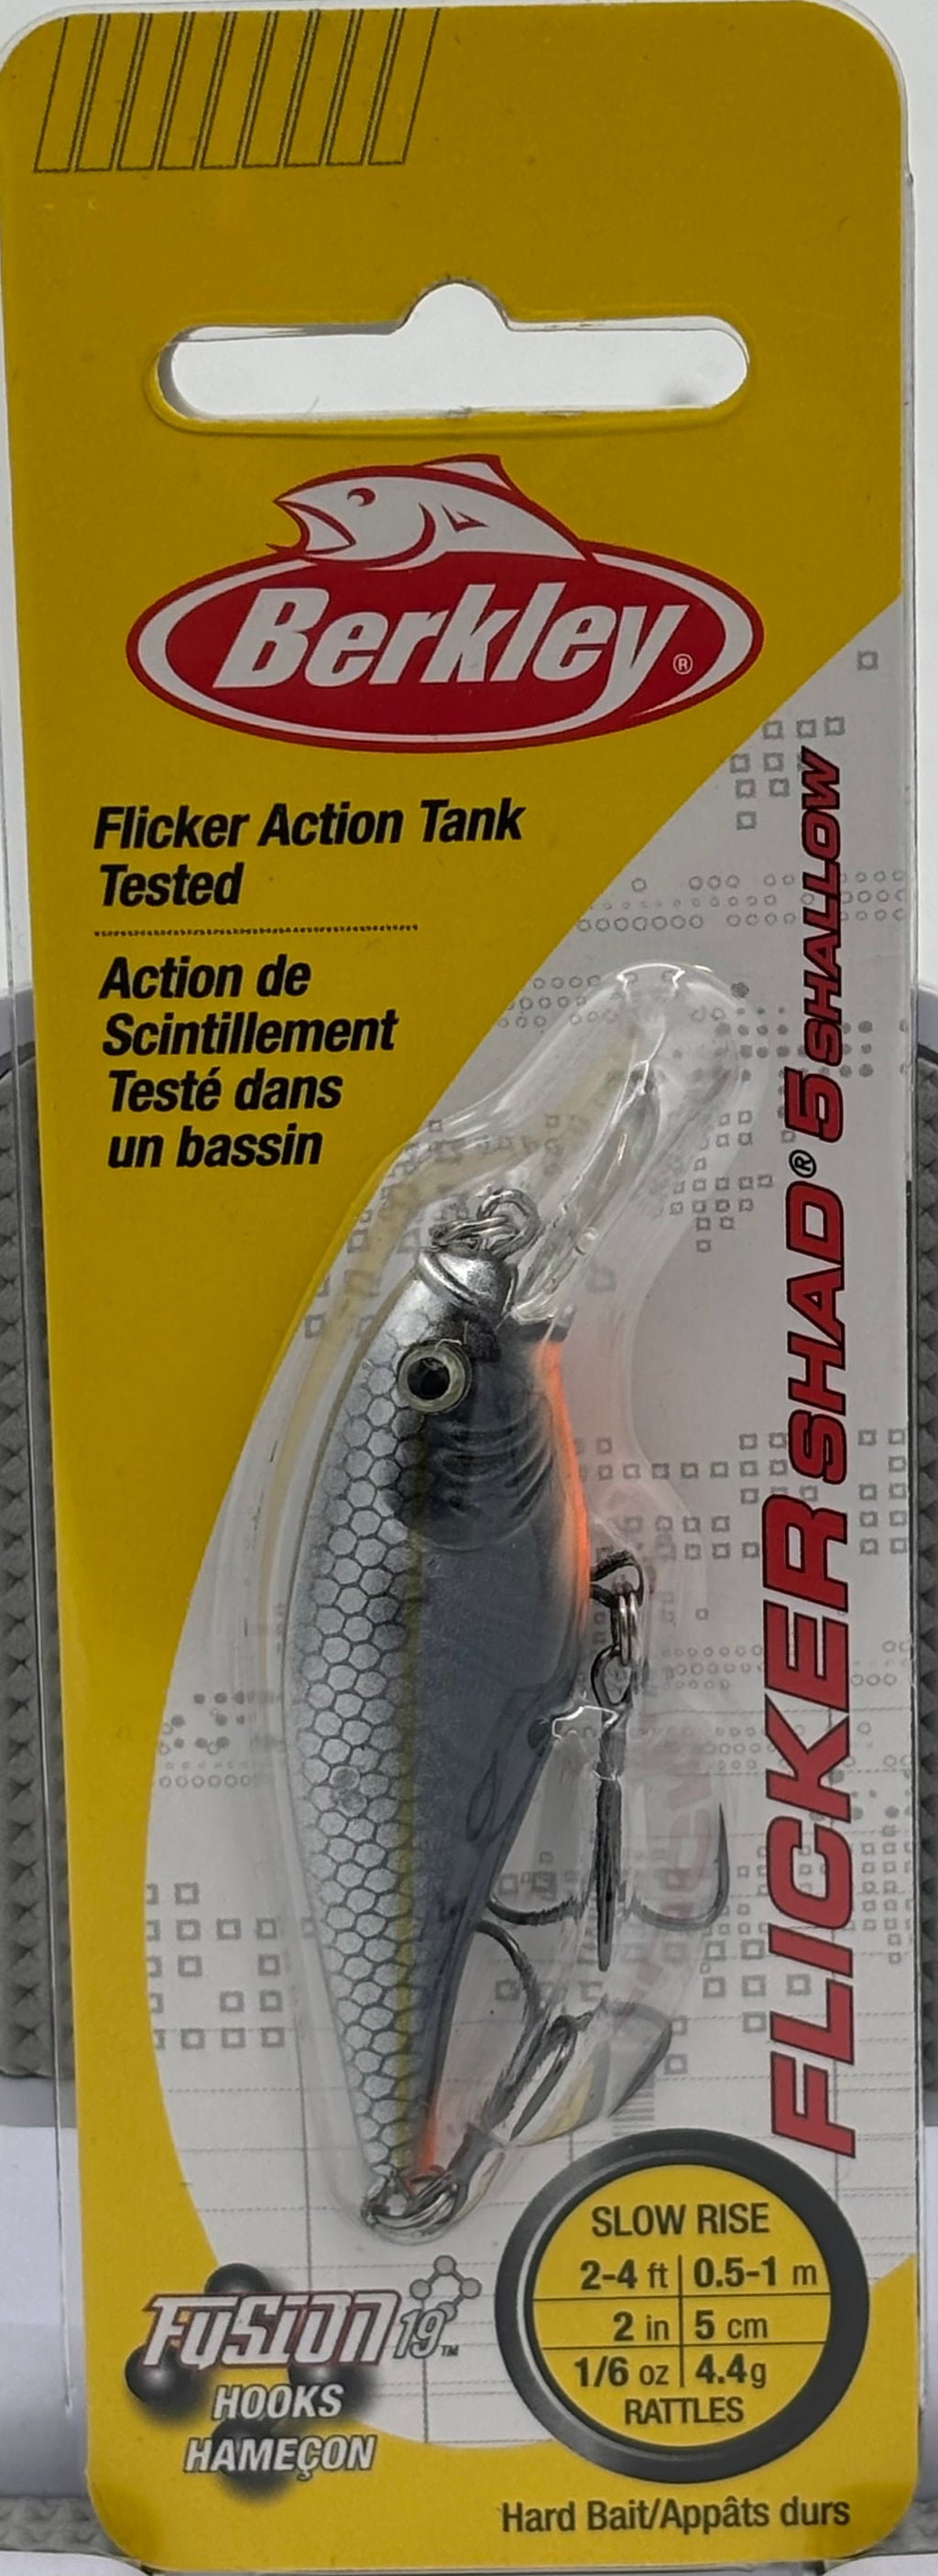 Berkley®
Flicker Action Tank
Tested
Action de
Scintillement
Testé dans
un bassin
FLICKER SHAD® 5 SHALLOW
SLOW RISE
2-4 ft | 0.5-1 m
2 in | 5 cm
1/6 oz | 4.4g
RATTLES
FUSION19™
HOOKS
HAMEÇON
Hard Bait/Appâts durs